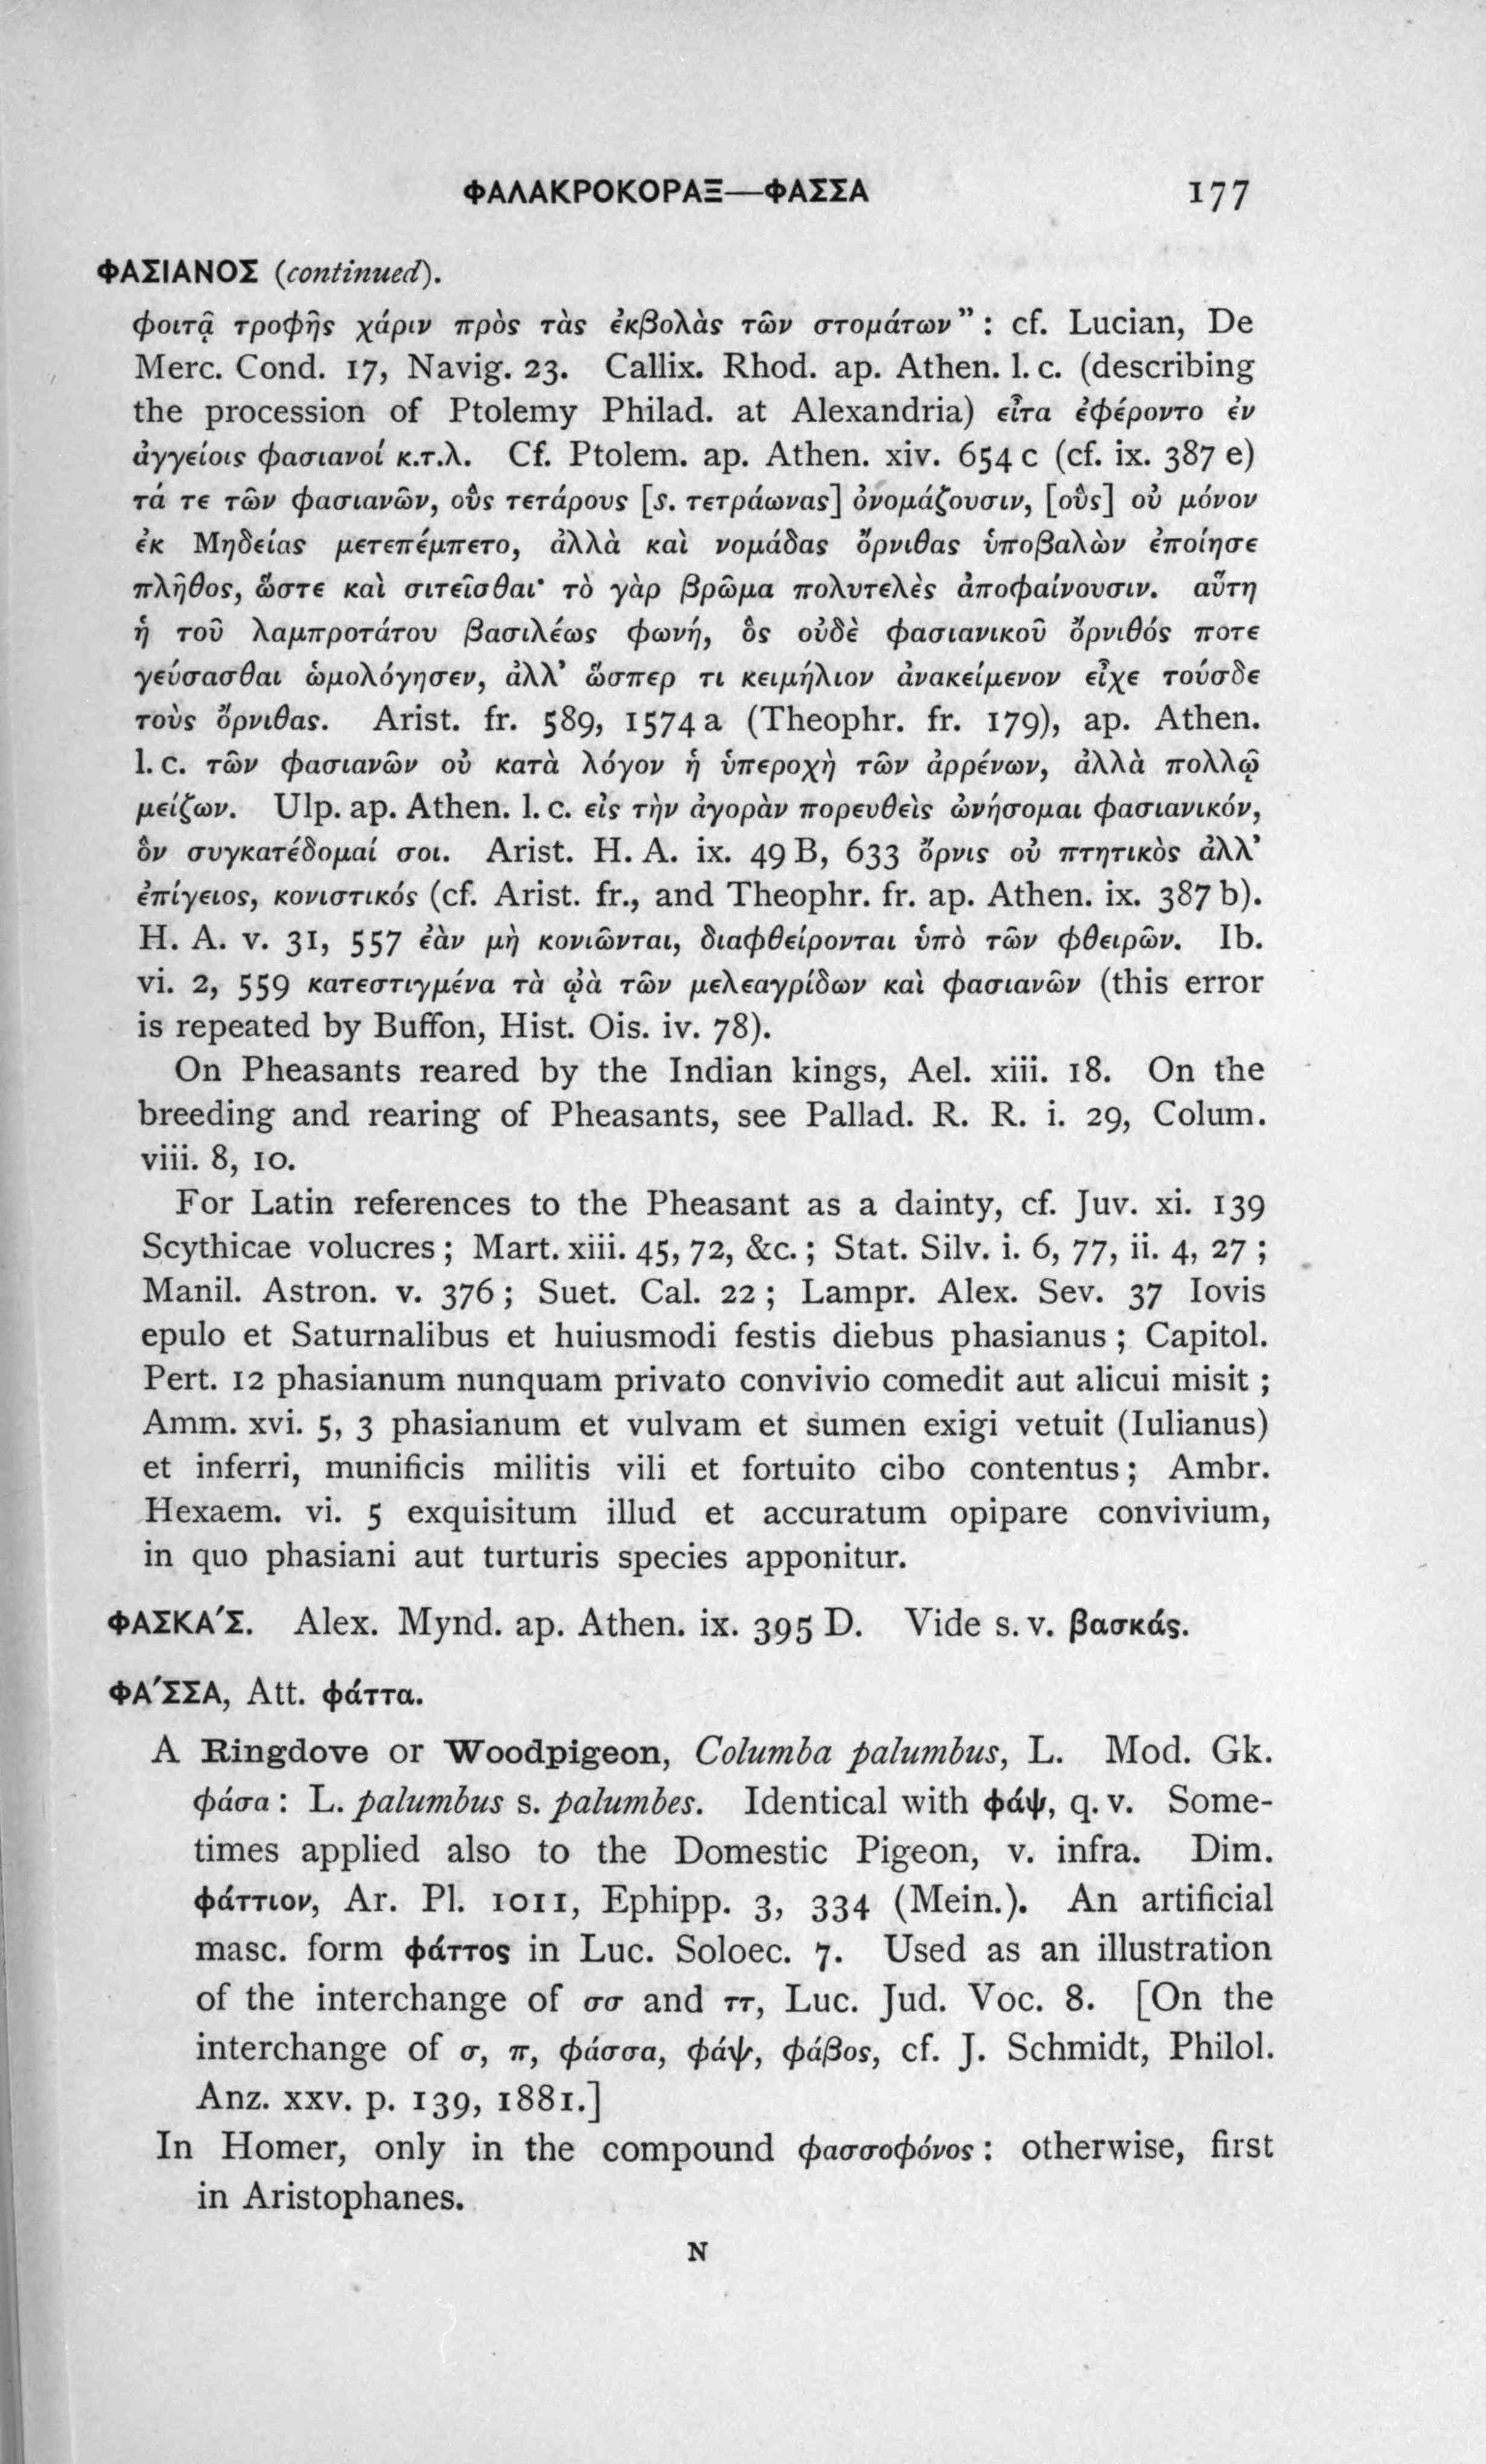 ΦΑΛΑΚΡΟΚΟΡΑΞ—ΦΑΣΣΑ 177
ΦΑΣΙΑΝΟΣ (continued).
φοιτᾷ τροφῆς χάριν πρὸς τὰς ἐκβολὰς τῶν στομάτων” : cf. Lucian, De
Merc. Cond. 17, Navig. 23. Callix. Rhod. ap. Athen. l. c. (describing
the procession of Ptolemy Philad. at Alexandria) εἶτα ἐφέροντο ἐν
ἀγγείοις φασιανοί κ.τ.λ. Cf. Ptolem. ap. Athen. xiv. 654 c (cf. ix. 387 e)
τά τε τῶν φασιανῶν, οὓς τετάρους [s. τετράωνας] ὀνομάζουσιν, [οὓς] οὐ μόνον
ἐκ Μηδείας μετεπέμπετο, ἀλλὰ καὶ νομάδας ὄρνιθας ὑποβαλὼν ἐποίησε
πλῆθος, ὥστε καὶ σιτεῖσθαι· τὸ γὰρ βρῶμα πολυτελὲς ἀποφαίνουσιν. αὕτη
ἡ τοῦ λαμπροτάτου βασιλέως φωνή, ὃς οὐδὲ φασιανικοῦ ὄρνιθός ποτε
γεύσασθαι ὡμολόγησεν, ἀλλ’ ὥσπερ τι κειμήλιον ἀνακείμενον εἶχε τούσδε
τοὺς ὄρνιθας. Arist. fr. 589, 1574 a (Theophr. fr. 179), ap. Athen.
l. c. τῶν φασιανῶν οὐ κατὰ λόγον ἡ ὑπεροχὴ τῶν ἀρρένων, ἀλλὰ πολλῷ
μείζων. Ulp. ap. Athen. l. c. εἰς τὴν ἀγορὰν πορευθεὶς ὠνήσομαι φασιανικόν,
ὃν συγκατέδομαί σοι. Arist. H. A. ix. 49 B, 633 ὄρνις οὐ πτητικὸς ἀλλ’
ἐπίγειος, κονιστικός (cf. Arist. fr., and Theophr. fr. ap. Athen. ix. 387 b).
H. A. v. 31, 557 ἐὰν μὴ κονιῶνται, διαφθείρονται ὑπὸ τῶν φθειρῶν. Ib.
vi. 2, 559 κατεστιγμένα τὰ ᾠὰ τῶν μελεαγρίδων καὶ φασιανῶν (this error
is repeated by Buffon, Hist. Ois. iv. 78).
On Pheasants reared by the Indian kings, Ael. xiii. 18. On the
breeding and rearing of Pheasants, see Pallad. R. R. i. 29, Colum.
viii. 8, 10.
For Latin references to the Pheasant as a dainty, cf. Juv. xi. 139
Scythicae volucres ; Mart. xiii. 45, 72, &c. ; Stat. Silv. i. 6, 77, ii. 4, 27 ;
Manil. Astron. v. 376 ; Suet. Cal. 22 ; Lampr. Alex. Sev. 37 Iovis
epulo et Saturnalibus et huiusmodi festis diebus phasianus ; Capitol.
Pert. 12 phasianum nunquam privato convivio comedit aut alicui misit ;
Amm. xvi. 5, 3 phasianum et vulvam et sumen exigi vetuit (Iulianus)
et inferri, munificis militis vili et fortuito cibo contentus ; Ambr.
Hexaem. vi. 5 exquisitum illud et accuratum opipare convivium,
in quo phasiani aut turturis species apponitur.
ΦΑΣΚΑ´Σ. Alex. Mynd. ap. Athen. ix. 395 D. Vide s. v. βασκάς.
ΦΑ´ΣΣΑ, Att. φάττα.
A Ringdove or Woodpigeon, Columba palumbus, L. Mod. Gk.
φάσα : L. palumbus s. palumbes. Identical with φάψ, q. v. Some-
times applied also to the Domestic Pigeon, v. infra. Dim.
φάττιον, Ar. Pl. 1011, Ephipp. 3, 334 (Mein.). An artificial
masc. form φάττος in Luc. Soloec. 7. Used as an illustration
of the interchange of σσ and ττ, Luc. Jud. Voc. 8. [On the
interchange of σ, π, φάσσα, φάψ, φάβος, cf. J. Schmidt, Philol.
Anz. xxv. p. 139, 1881.]
In Homer, only in the compound φασσοφόνος : otherwise, first
in Aristophanes.
N